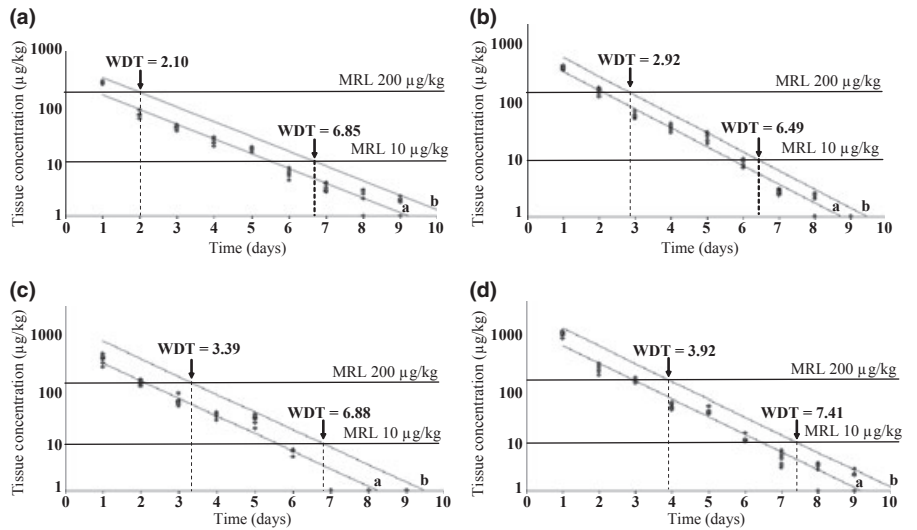 (a)
Tissue concentration (µg/kg)
1000
100
10
1
WDT = 2.10
MRL 200 µg/kg
WDT = 6.85
MRL 10 µg/kg
a
b
0 1 2 3 4 5 6 7 8 9 10
Time (days)
(b)
Tissue concentration (µg/kg)
1000
100
10
1
WDT = 2.92
MRL 200 µg/kg
WDT = 6.49
MRL 10 µg/kg
a
b
0 1 2 3 4 5 6 7 8 9 10
Time (days)
(c)
Tissue concentration (µg/kg)
1000
100
10
1
WDT = 3.39
MRL 200 µg/kg
WDT = 6.88
MRL 10 µg/kg
a
b
0 1 2 3 4 5 6 7 8 9 10
Time (days)
(d)
Tissue concentration (µg/kg)
1000
100
10
1
WDT = 3.92
MRL 200 µg/kg
WDT = 7.41
MRL 10 µg/kg
a
b
0 1 2 3 4 5 6 7 8 9 10
Time (days)